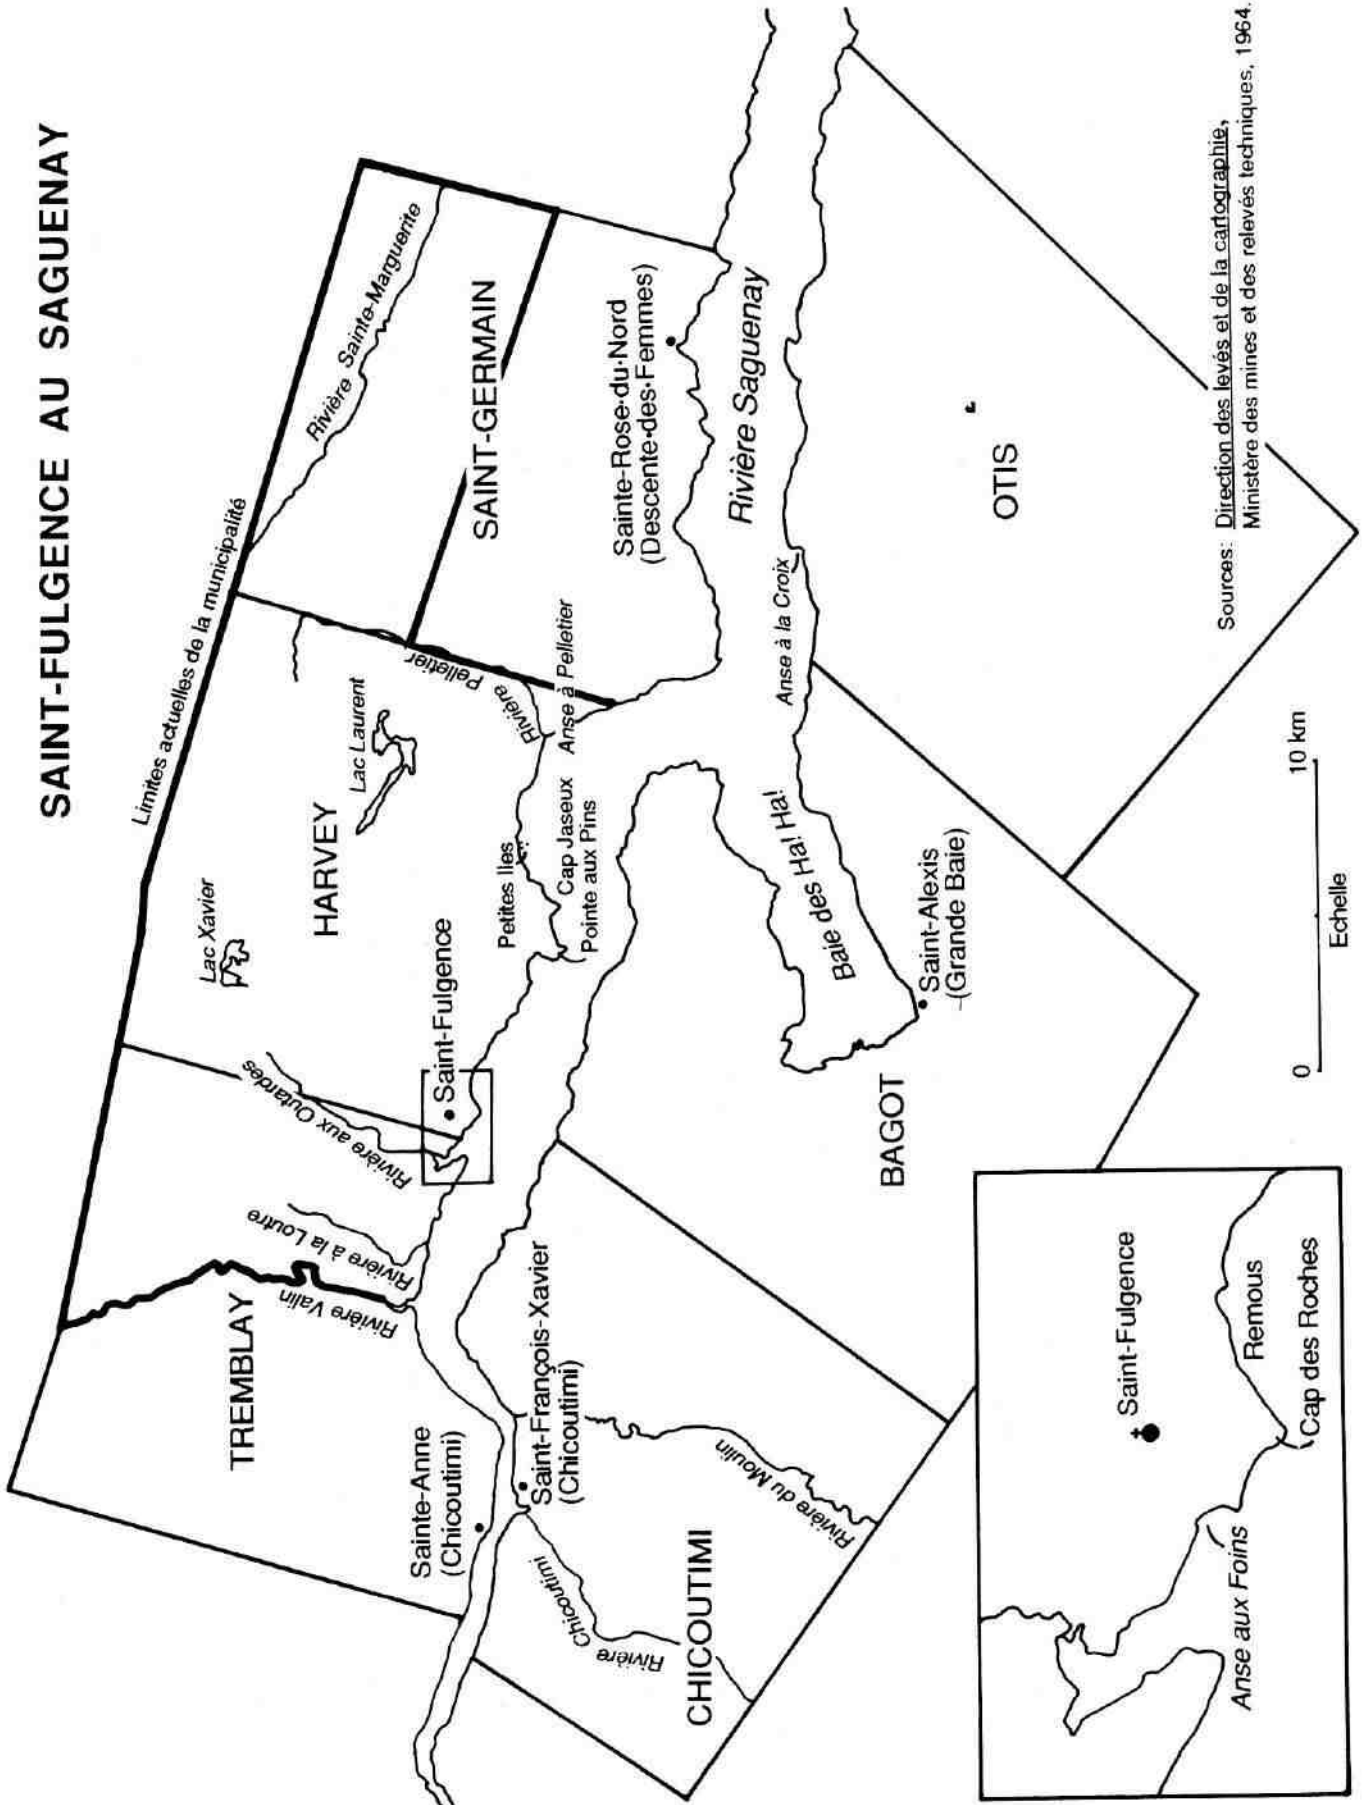 SAINT-FULGENCE AU SAGUENAY
Limites actuelles de la municipalité
Rivière Sainte-Marguerite
SAINT-GERMAIN
Lac Laurent
HARVEY
Lac Xavier
Rivière Pelletier
Anse à Pelletier
Sainte-Rose-du-Nord
(Descente-des-Femmes)
Rivière Saguenay
Petites Iles
Cap Jaseux
Pointe aux Pins
Saint-Fulgence
Rivière aux Outardes
Rivière à la Loutre
Rivière Valin
TREMBLAY
Sainte-Anne
(Chicoutimi)
Saint-François-Xavier
(Chicoutimi)
Rivière Chicoutimi
Rivière du Moulin
CHICOUTIMI
BAGOT
Baie des Ha! Ha!
Saint-Alexis
(Grande Baie)
Anse à la Croix
OTIS
Saint-Fulgence
Remous
Cap des Roches
Anse aux Foins
0 10 km
Echelle
Sources: Direction des levés et de la cartographie,
Ministère des mines et des relevés techniques, 1964.